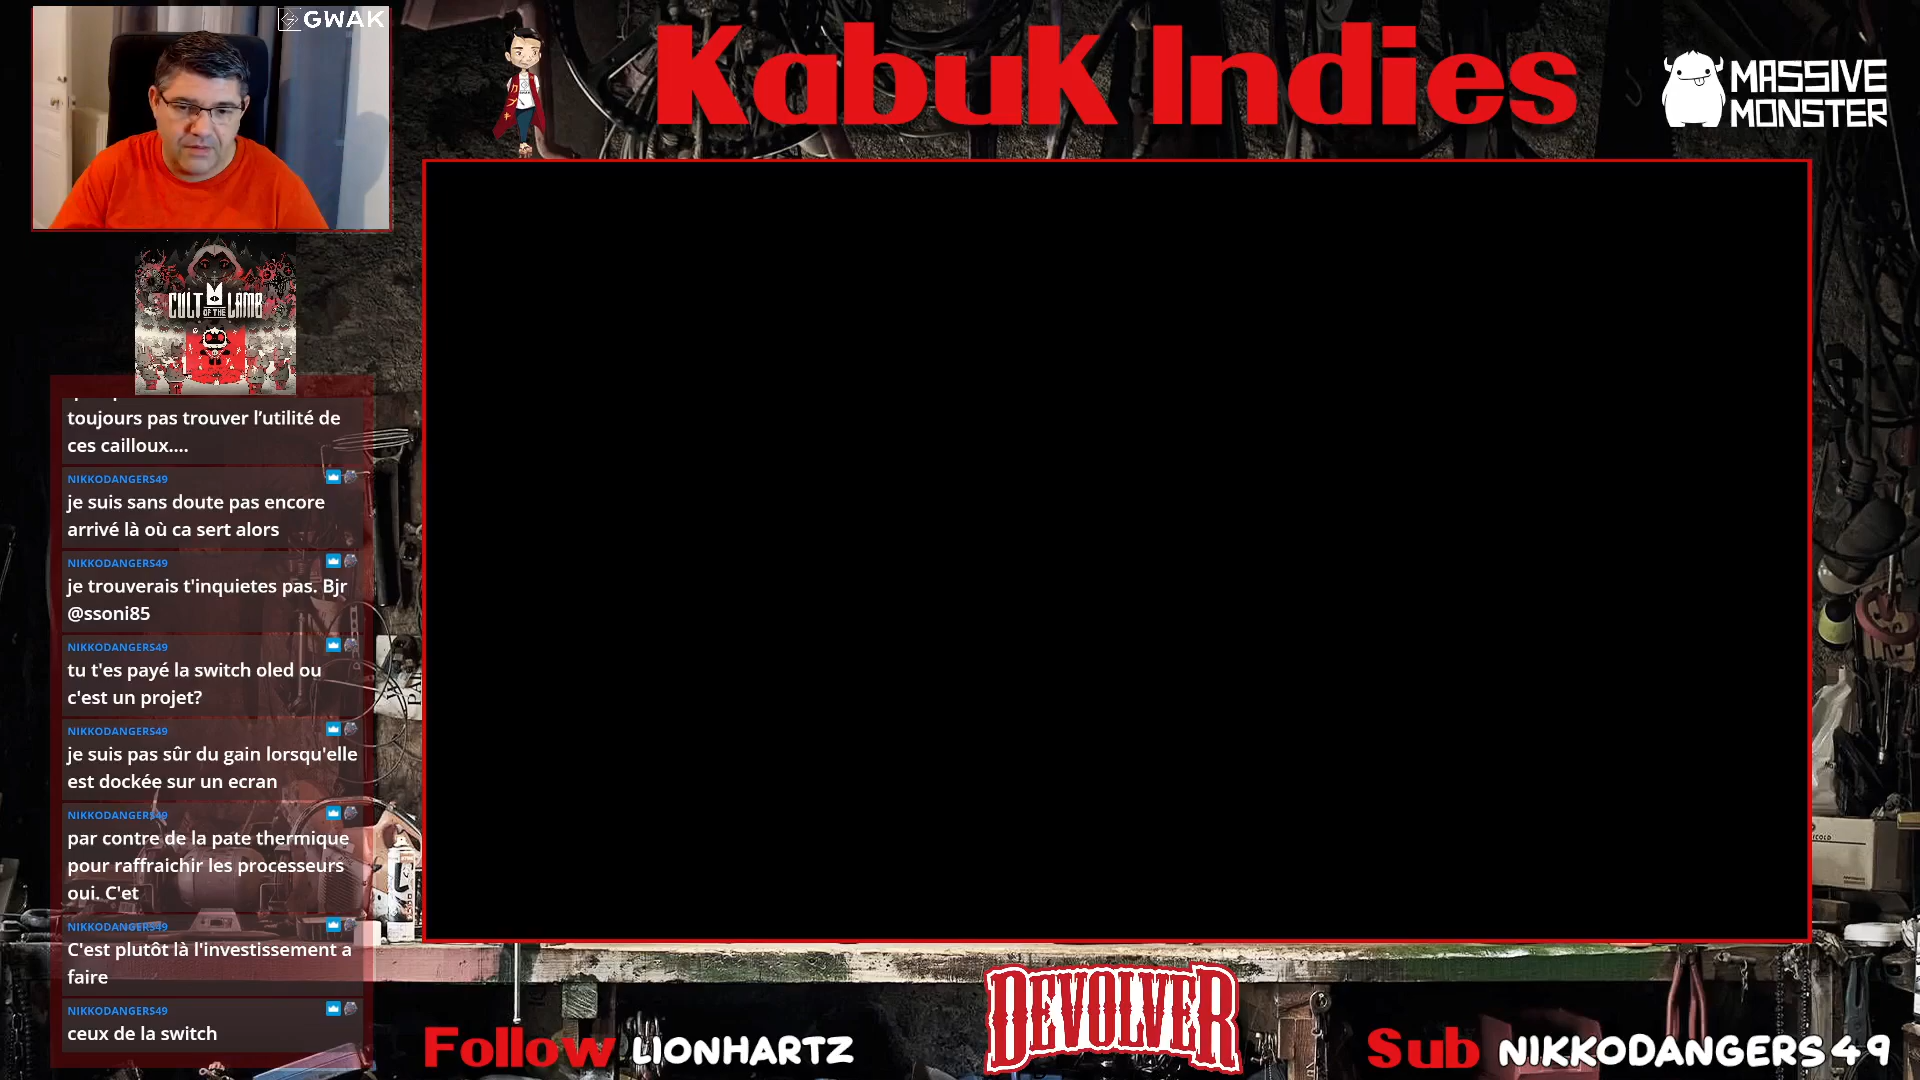 GWAK
KabuK Indies
MASSIVE
MONSTER
CULT
OF THE
LAMB
toujours pas trouver l'utilité de
ces cailloux....
NIKKODANGERS49
je suis sans doute pas encore
arrivé là où ca sert alors
NIKKODANGERS49
je trouverais t'inquietes pas. Bjr
@ssoni85
NIKKODANGERS49
tu t'es payé la switch oled ou
c'est un projet?
NIKKODANGERS49
je suis pas sûr du gain lorsqu'elle
est dockée sur un ecran
NIKKODANGERS49
par contre de la pate thermique
pour raffraichir les processeurs
oui. C'et
NIKKODANGERS49
C'est plutôt là l'investissement a
faire
NIKKODANGERS49
ceux de la switch
Follow LIONHARTZ
DEVOLVER
Sub NIKKODANGERS49